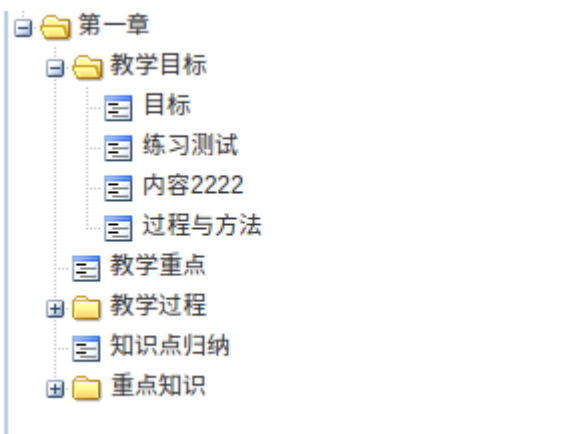 第一章
教学目标
目标
练习测试
内容2222
过程与方法
教学重点
教学过程
知识点归纳
重点知识